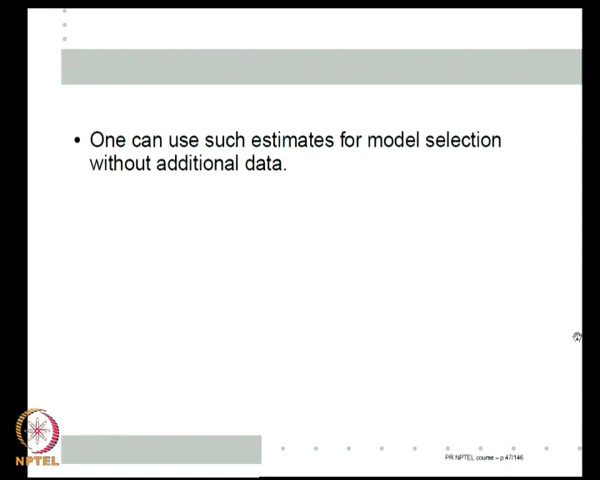 • One can use such estimates for model selection
without additional data.
NPTEL
PR NPTEL course – p.47/146